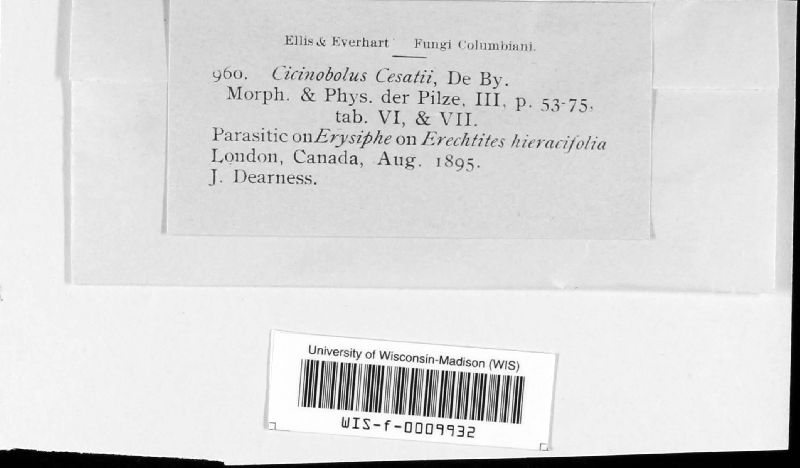 Ellis & Everhart Fungi Columbiani.
960. Cicinobolus Cesatii, De By.
Morph. & Phys. der Pilze, III, p. 53-75,
tab. VI, & VII.
Parasitic on Erysiphe on Erechtites hieracifolia
London, Canada, Aug. 1895.
J. Dearness.
University of Wisconsin-Madison (WIS)
WIS-f-0009932